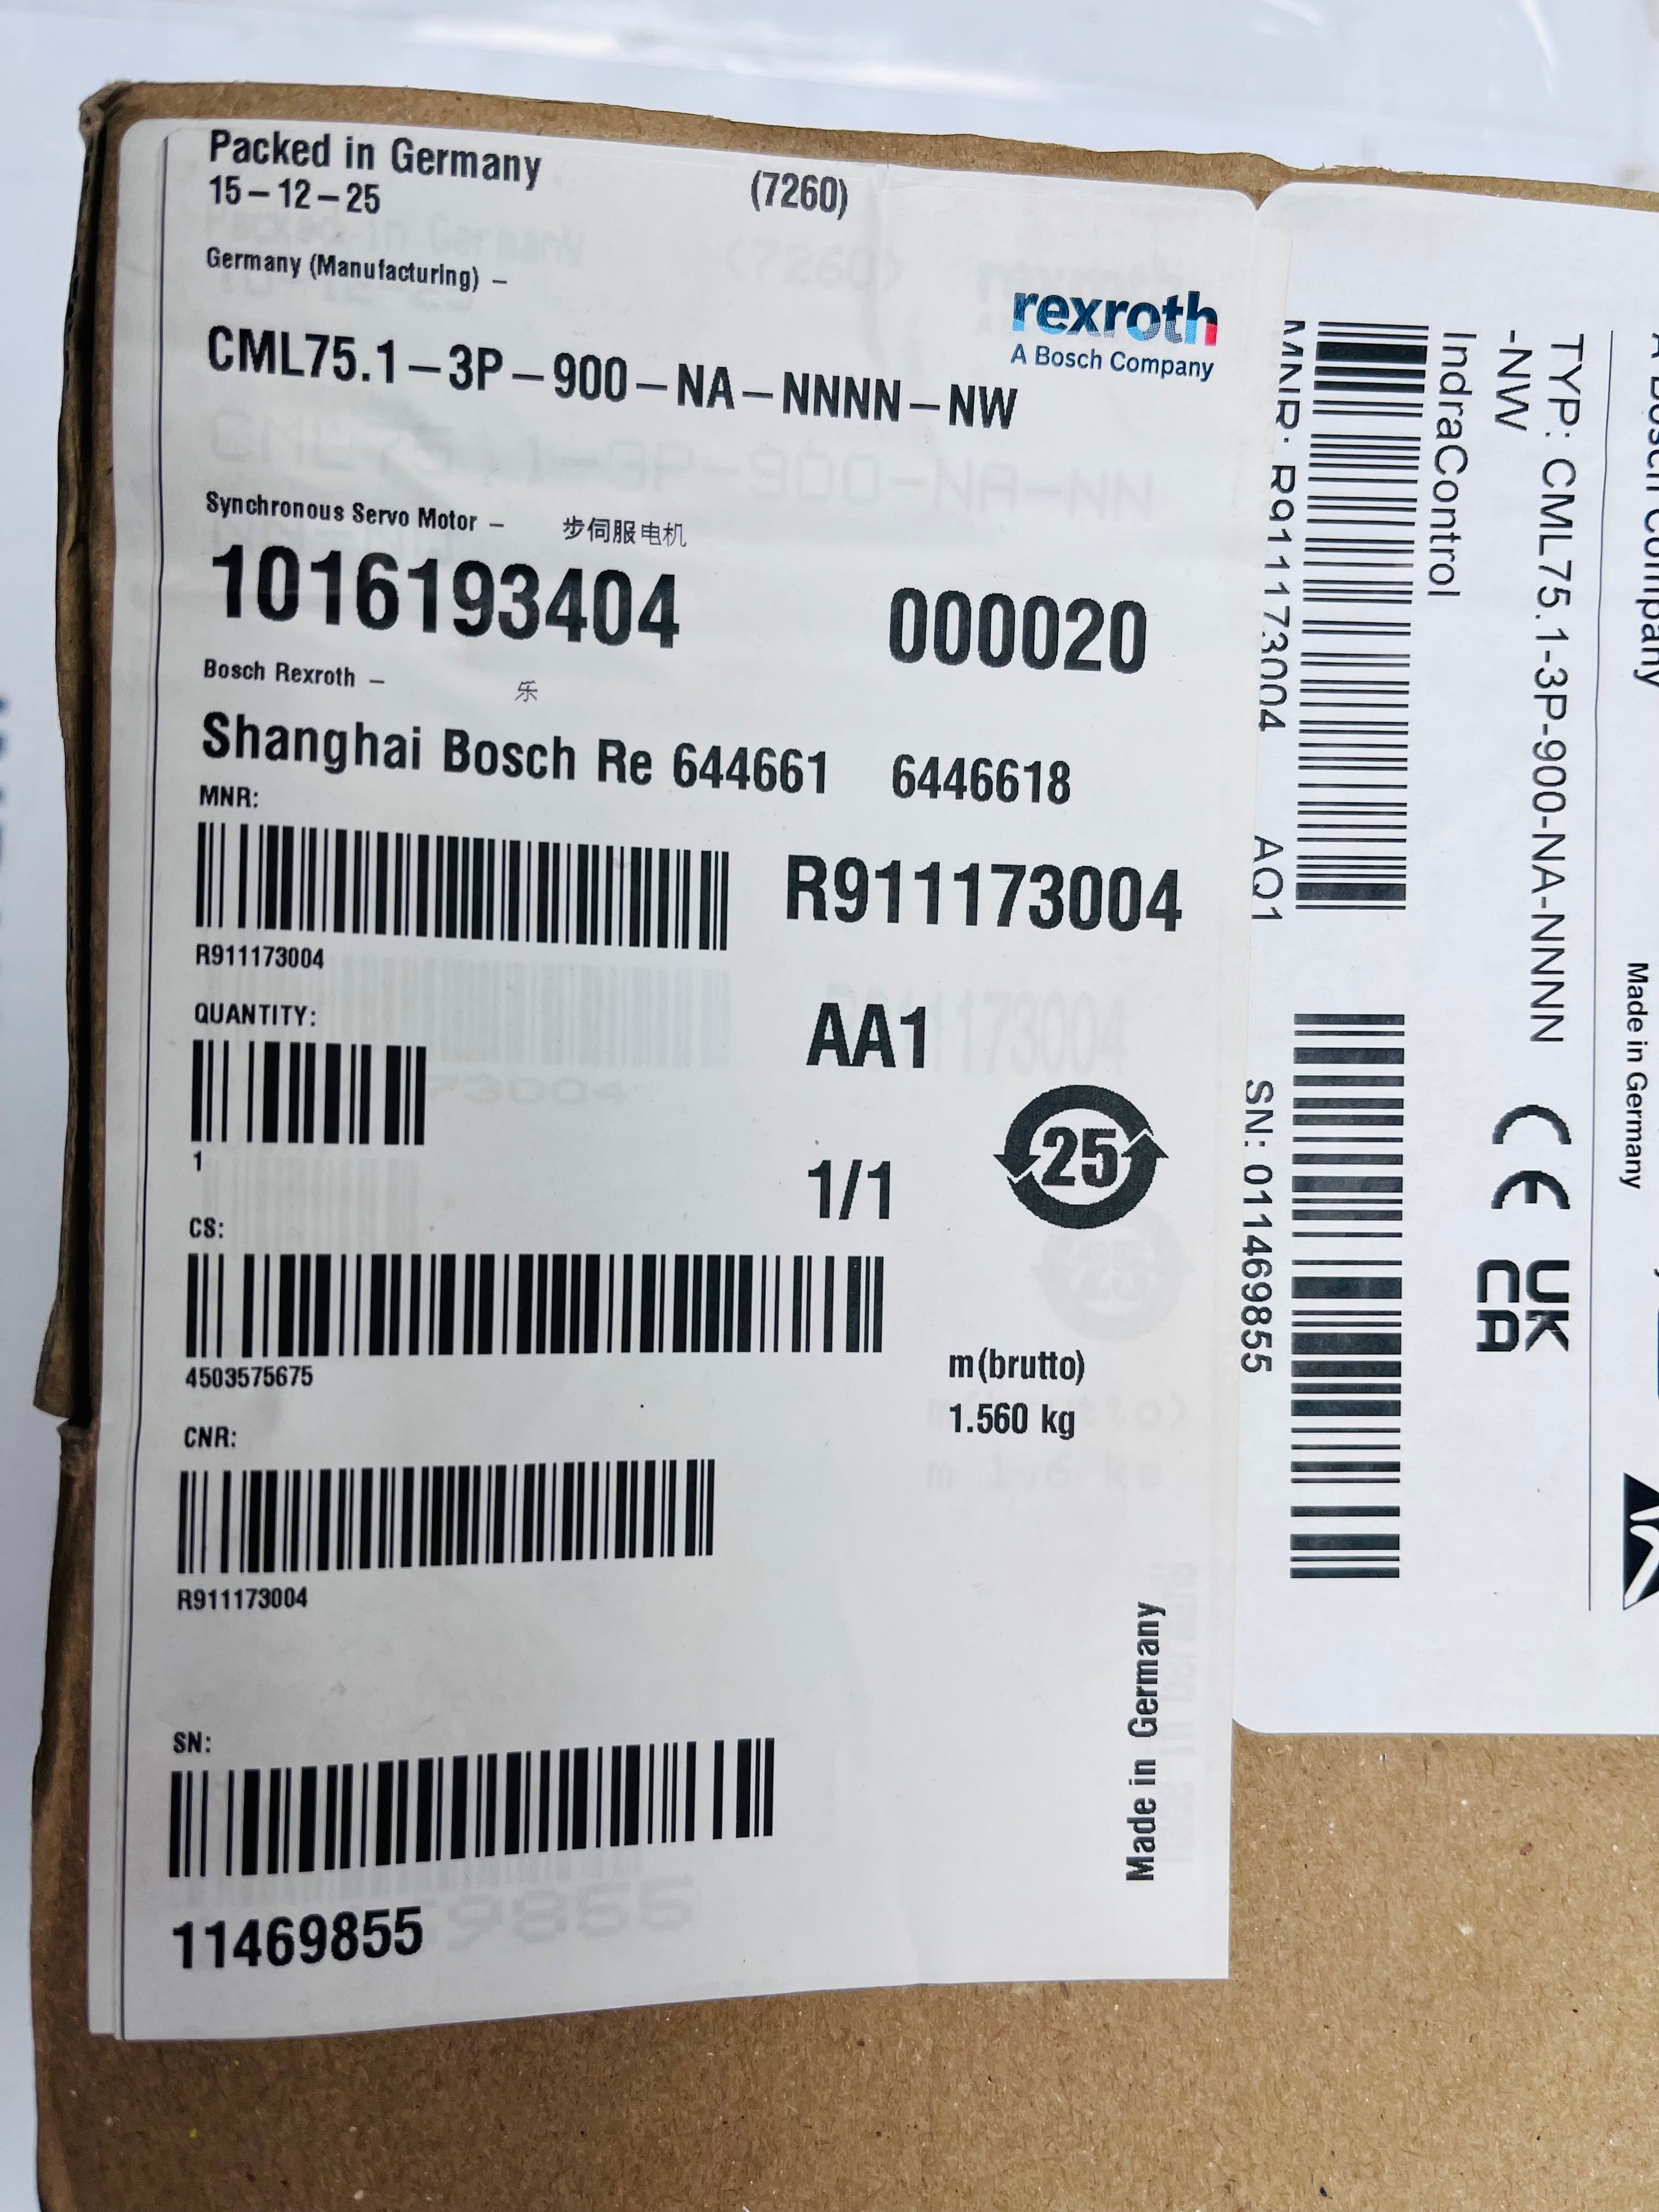 Packed in Germany
15-12-25 (7260)
Germany (Manufacturing) -
rexroth
A Bosch Company
CML75.1-3P-900-NA-NNNN-NW
Synchronous Servo Motor - 步伺服电机
1016193404 000020
Bosch Rexroth - 乐
Shanghai Bosch Re 644661 6446618
MNR:
R911173004
R911173004
QUANTITY:
AA1
1
1/1
25
CS:
4503575675
m(brutto)
1.560 kg
CNR:
R911173004
SN:
11469855
Made in Germany
A Bosch Company
Made in Germany
TYP: CML75.1-3P-900-NA-NNNN
-NW
CE
UK
CA
IndraControl
MNR: R911173004 AQ1
SN: 011469855